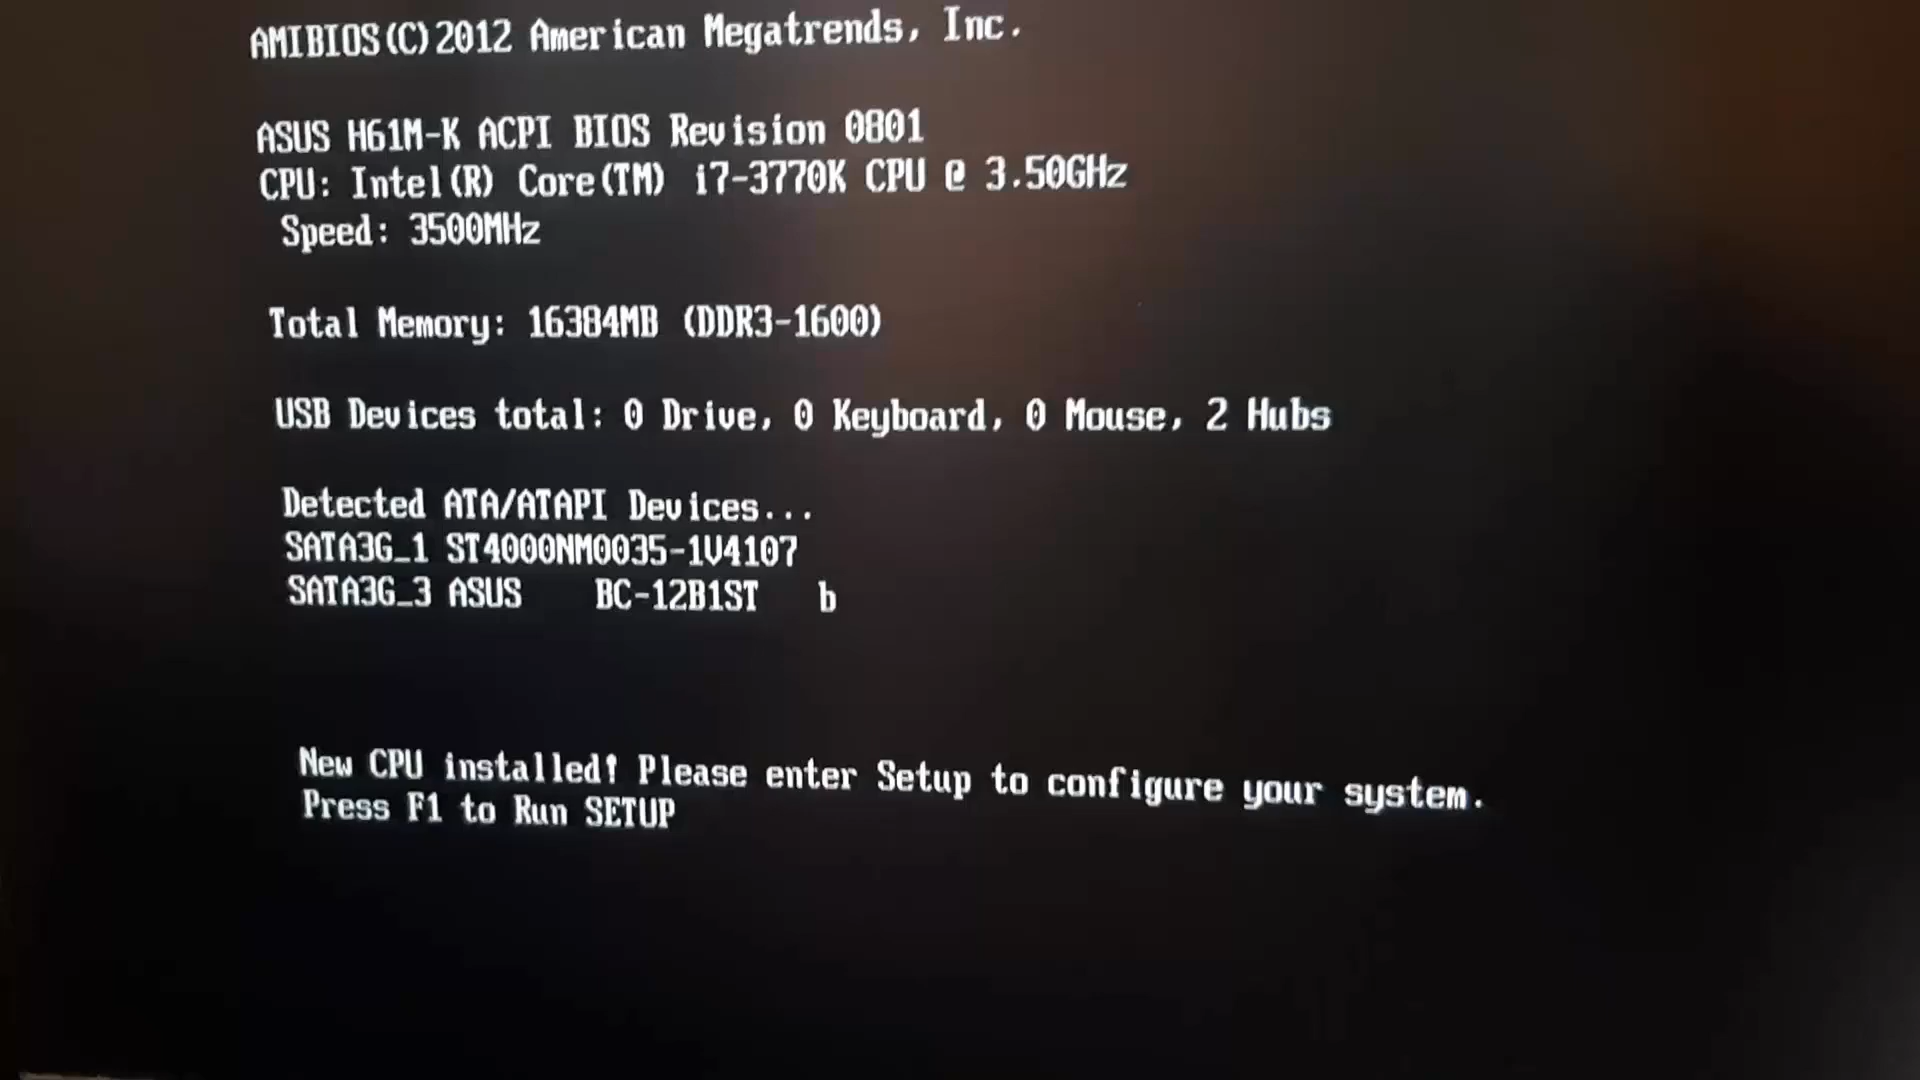 AMIBIOS(C)2012 American Megatrends, Inc.
ASUS H61M-K ACPI BIOS Revision 0801
CPU: Intel(R) Core(TM) i7-3770K CPU @ 3.50GHz
Speed: 3500MHz
Total Memory: 16384MB (DDR3-1600)
USB Devices total: 0 Drive, 0 Keyboard, 0 Mouse, 2 Hubs
Detected ATA/ATAPI Devices...
SATA3G_1 ST4000NM0035-1V4107
SATA3G_3 ASUS    BC-12B1ST   b
New CPU installed! Please enter Setup to configure your system.
Press F1 to Run SETUP